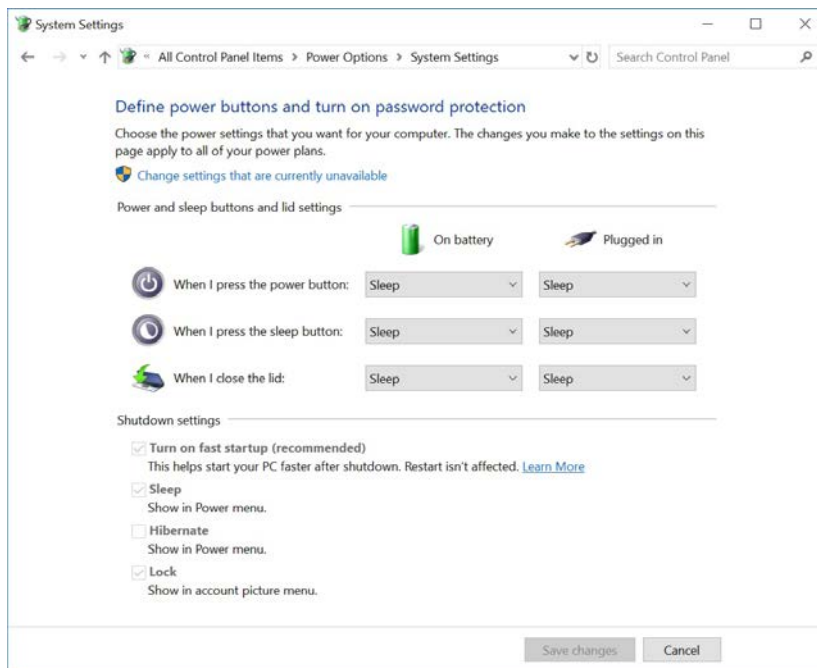 System Settings
« All Control Panel Items > Power Options > System Settings
Search Control Panel
Define power buttons and turn on password protection
Choose the power settings that you want for your computer. The changes you make to the settings on this
page apply to all of your power plans.
Change settings that are currently unavailable
Power and sleep buttons and lid settings
On battery Plugged in
When I press the power button: Sleep Sleep
When I press the sleep button: Sleep Sleep
When I close the lid: Sleep Sleep
Shutdown settings
Turn on fast startup (recommended)
This helps start your PC faster after shutdown. Restart isn't affected. Learn More
Sleep
Show in Power menu.
Hibernate
Show in Power menu.
Lock
Show in account picture menu.
Save changes Cancel